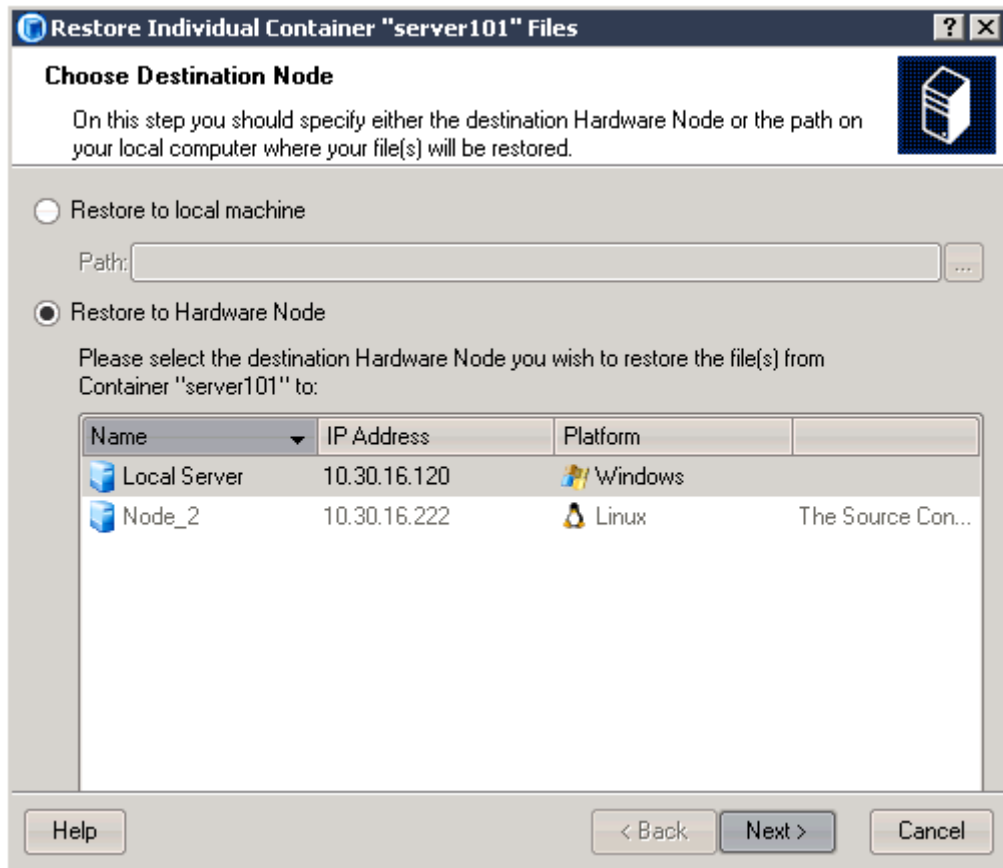 Restore Individual Container "server101" Files
Choose Destination Node
On this step you should specify either the destination Hardware Node or the path on
your local computer where your file(s) will be restored.
Restore to local machine
Path:
...
Restore to Hardware Node
Please select the destination Hardware Node you wish to restore the file(s) from
Container "server101" to:
Name IP Address Platform
Local Server 10.30.16.120 Windows
Node_2 10.30.16.222 Linux The Source Con...
Help < Back Next > Cancel